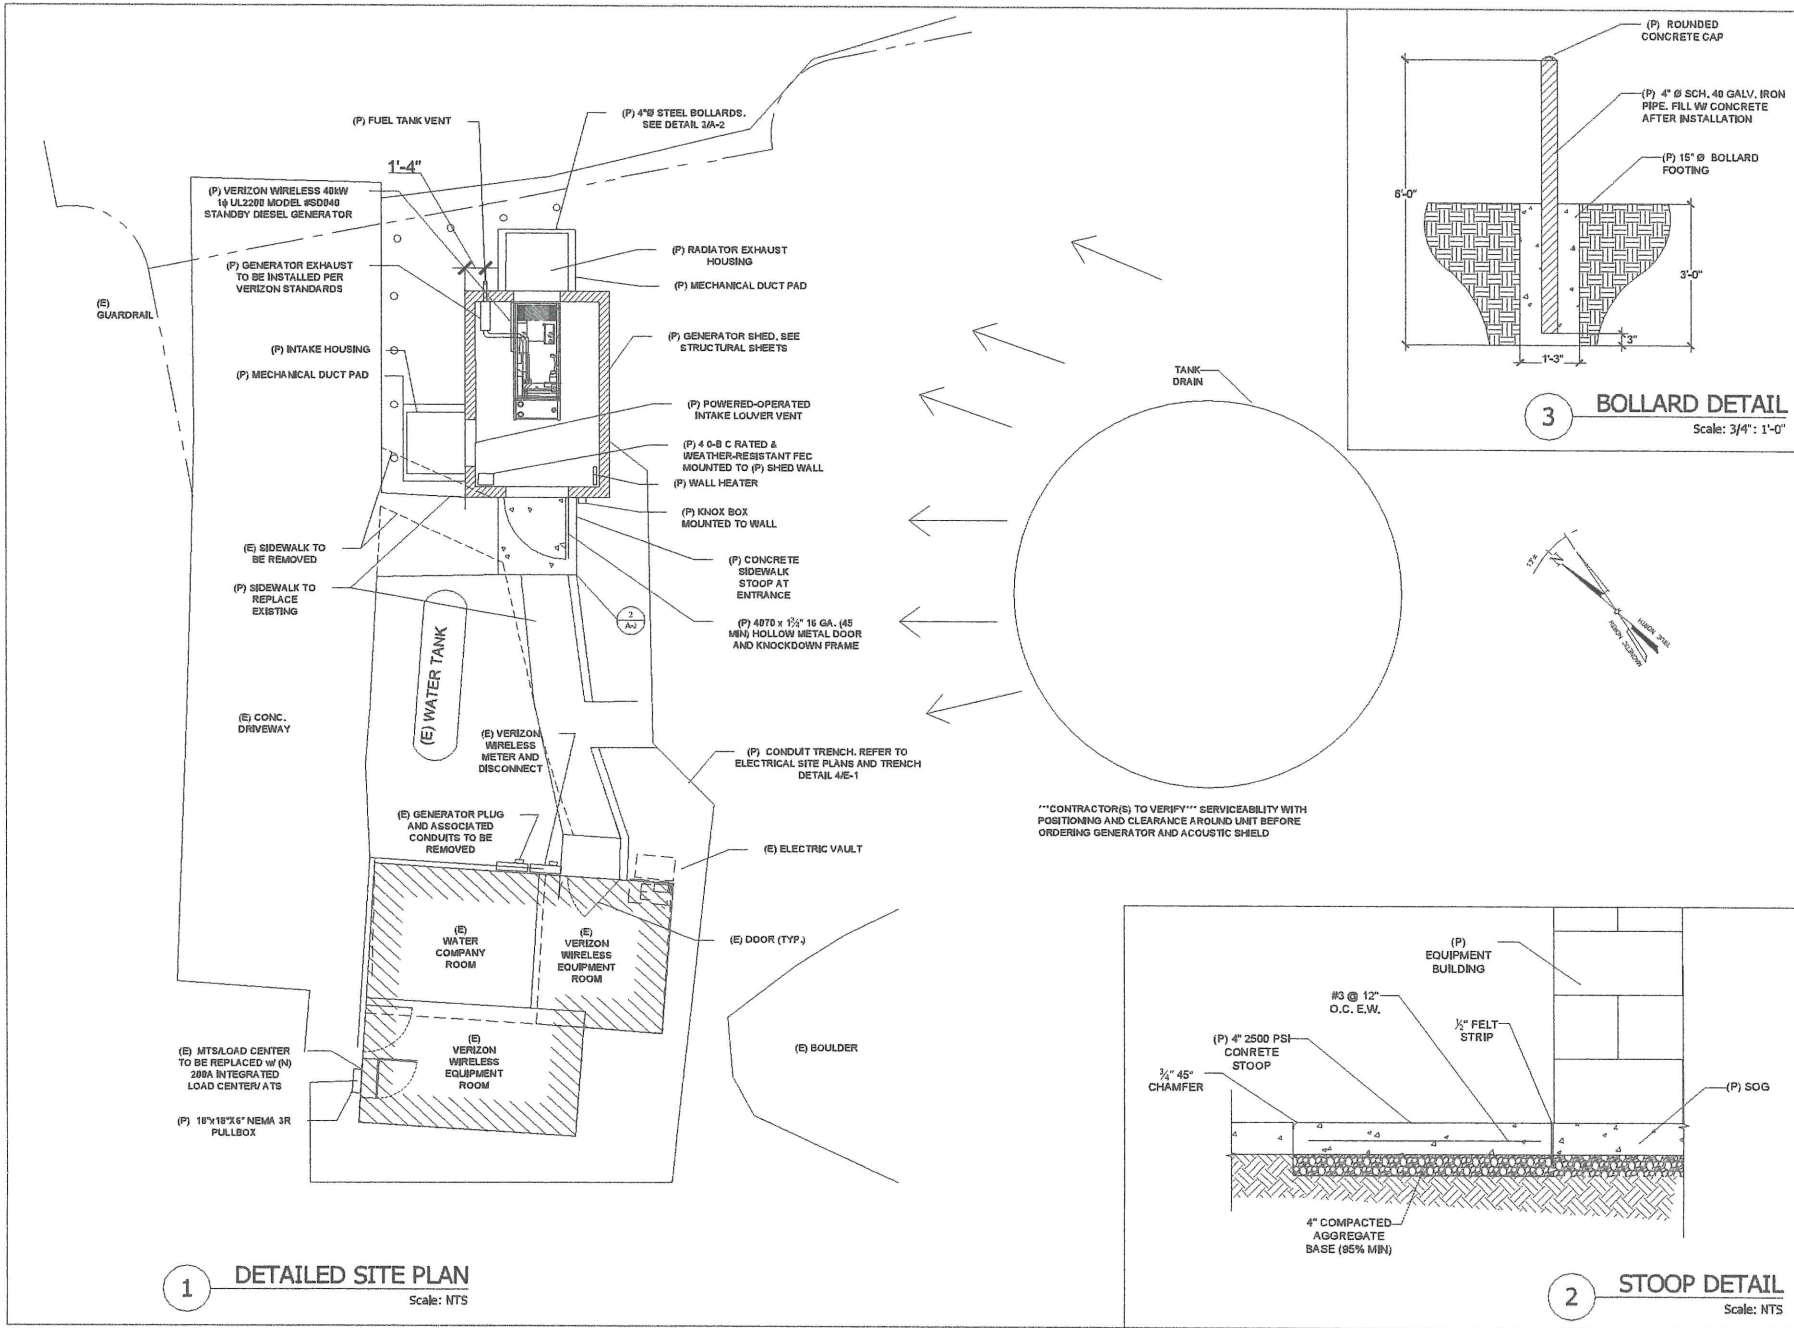 (P) FUEL TANK VENT
(P) 4"Ø STEEL BOLLARDS.
SEE DETAIL 3/A-2
1'-4"
(P) VERIZON WIRELESS 40kW
1ϕ UL2200 MODEL #SD040
STANDBY DIESEL GENERATOR
(P) GENERATOR EXHAUST
TO BE INSTALLED PER
VERIZON STANDARDS
(E)
GUARDRAIL
(P) INTAKE HOUSING
(P) MECHANICAL DUCT PAD
(P) RADIATOR EXHAUST
HOUSING
(P) MECHANICAL DUCT PAD
(P) GENERATOR SHED. SEE
STRUCTURAL SHEETS
(P) POWERED-OPERATED
INTAKE LOUVER VENT
(P) 4 0-B C RATED &
WEATHER-RESISTANT FEC
MOUNTED TO (P) SHED WALL
(P) WALL HEATER
(P) KNOX BOX
MOUNTED TO WALL
(E) SIDEWALK TO
BE REMOVED
(P) SIDEWALK TO
REPLACE
EXISTING
(P) CONCRETE
SIDEWALK
STOOP AT
ENTRANCE
2
A-2
(P) 4070 x 1¾" 16 GA. (45
MIN) HOLLOW METAL DOOR
AND KNOCKDOWN FRAME
(E) WATER TANK
(E) CONC.
DRIVEWAY
(E) VERIZON
WIRELESS
METER AND
DISCONNECT
(P) CONDUIT TRENCH. REFER TO
ELECTRICAL SITE PLANS AND TRENCH
DETAIL 4/E-1
(E) GENERATOR PLUG
AND ASSOCIATED
CONDUITS TO BE
REMOVED
(E) ELECTRIC VAULT
(E)
WATER
COMPANY
ROOM
(E)
VERIZON
WIRELESS
EQUIPMENT
ROOM
(E) DOOR (TYP.)
(E)
VERIZON
WIRELESS
EQUIPMENT
ROOM
(E) BOULDER
(E) MTS/LOAD CENTER
TO BE REPLACED w/ (N)
200A INTEGRATED
LOAD CENTER/ ATS
(P) 18"x18"X6" NEMA 3R
PULLBOX
1
DETAILED SITE PLAN
Scale: NTS
TANK
DRAIN
***CONTRACTOR(S) TO VERIFY*** SERVICEABILITY WITH
POSITIONING AND CLEARANCE AROUND UNIT BEFORE
ORDERING GENERATOR AND ACOUSTIC SHIELD
N
TRUE NORTH
MAGNETIC NORTH
(P) ROUNDED
CONCRETE CAP
(P) 4" Ø SCH. 40 GALV. IRON
PIPE. FILL W/ CONCRETE
AFTER INSTALLATION
(P) 15" Ø BOLLARD
FOOTING
6'-0"
3'-0"
3"
1'-3"
3
BOLLARD DETAIL
Scale: 3/4": 1'-0"
(P)
EQUIPMENT
BUILDING
#3 @ 12"
O.C. E.W.
½" FELT
STRIP
(P) 4" 2500 PSI
CONRETE
STOOP
¾" 45°
CHAMFER
(P) SOG
4" COMPACTED
AGGREGATE
BASE (95% MIN)
2
STOOP DETAIL
Scale: NTS